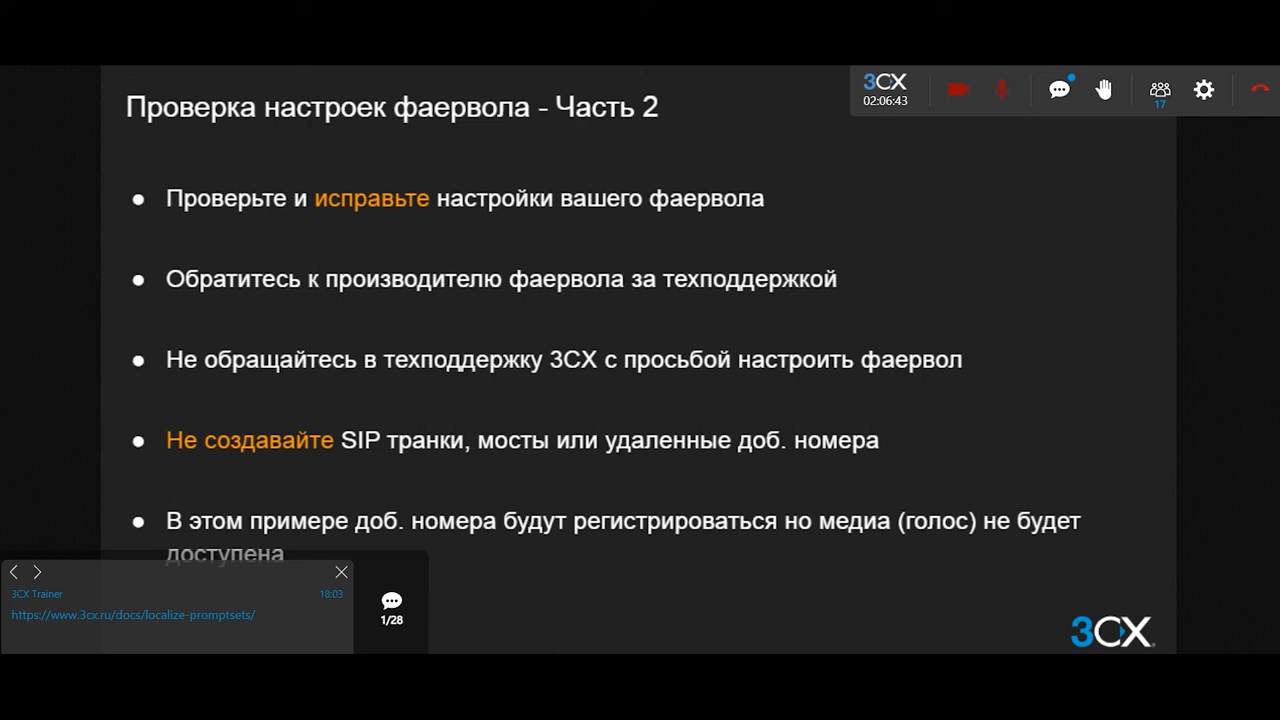 3CX
02:06:43
17
Проверка настроек фаервола - Часть 2
● Проверьте и исправьте настройки вашего фаервола
● Обратитесь к производителю фаервола за техподдержкой
● Не обращайтесь в техподдержку 3CX с просьбой настроить фаервол
● Не создавайте SIP транки, мосты или удаленные доб. номера
● В этом примере доб. номера будут регистрироваться но медиа (голос) не будет
доступена
3CX Trainer 18:03
https://www.3cx.ru/docs/localize-promptsets/
1/28
3CX